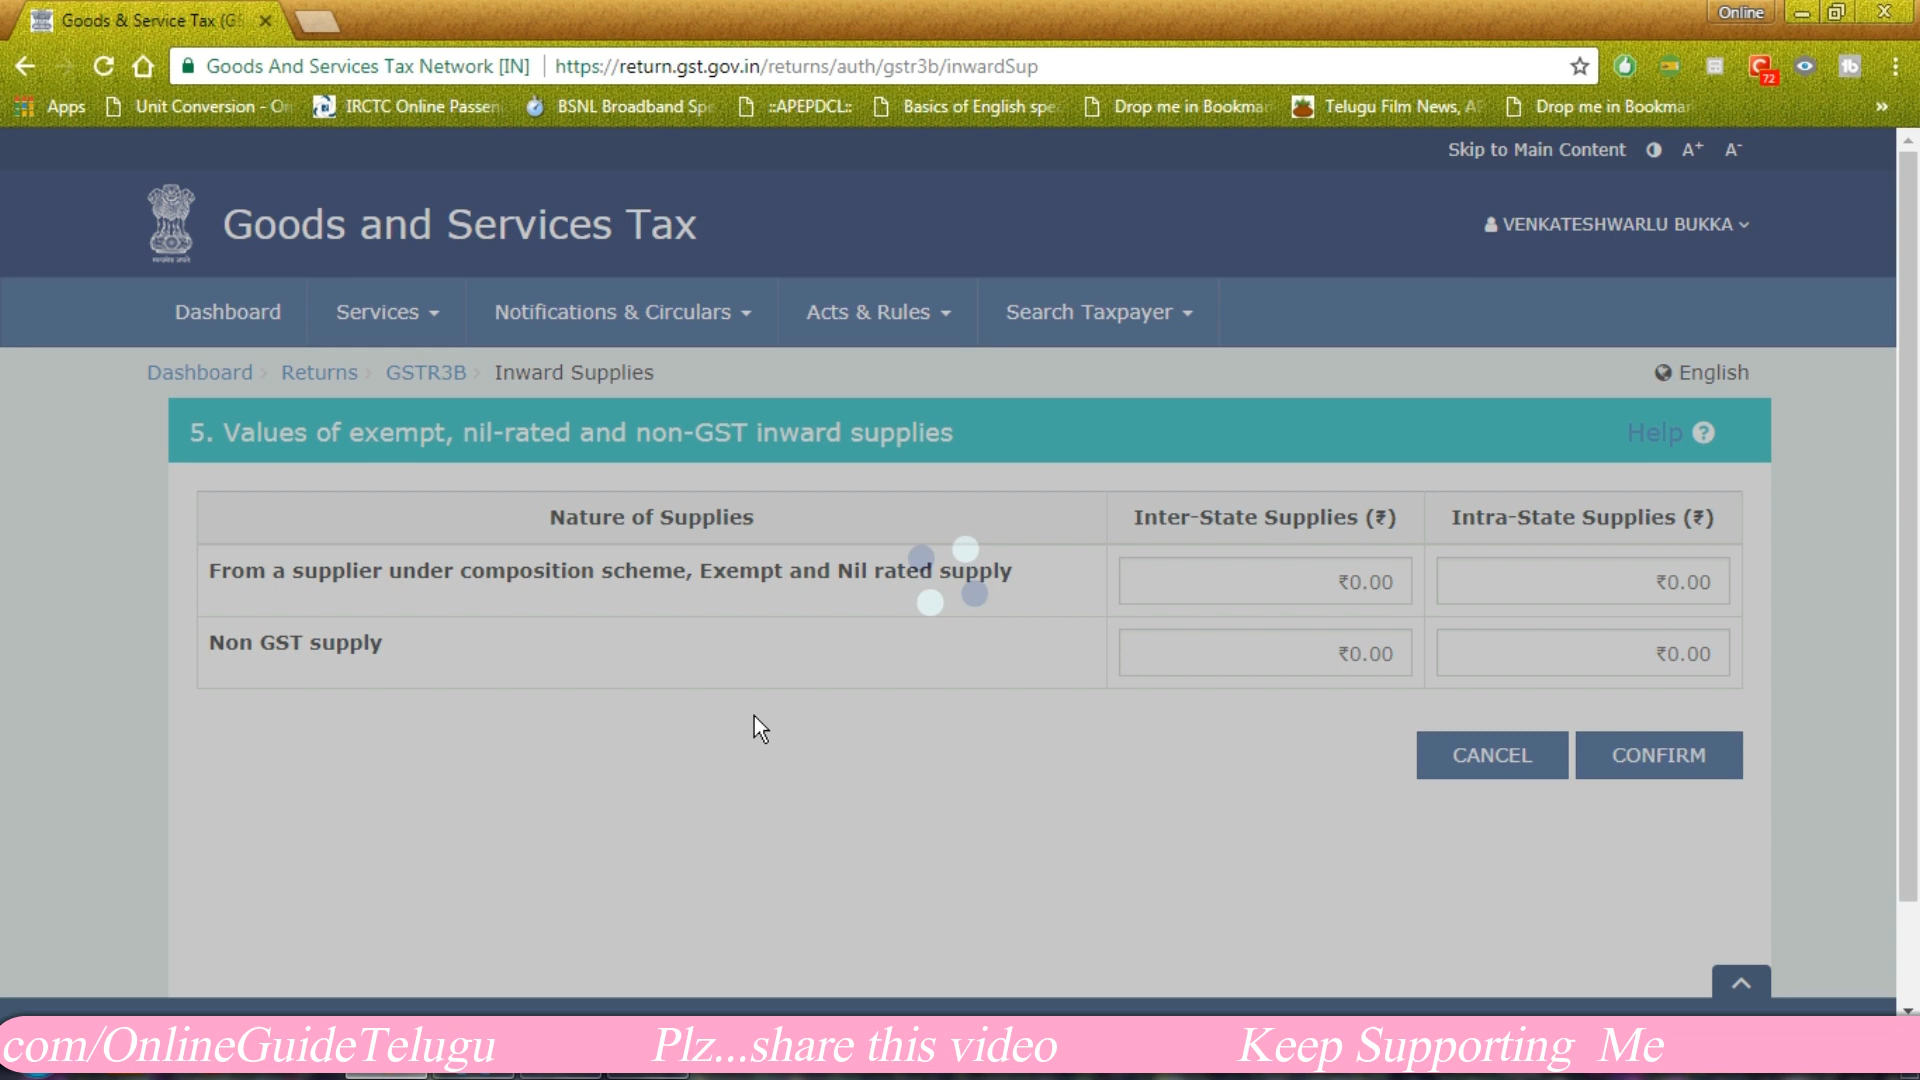 Goods & Service Tax (GS
Online
Goods And Services Tax Network [IN] https://return.gst.gov.in/returns/auth/gstr3b/inwardSup
72
Apps Unit Conversion - On IRCTC Online Passen BSNL Broadband Sp ::APEPDCL:: Basics of English spe Drop me in Bookmar Telugu Film News, A Drop me in Bookmar »
Skip to Main Content A+ A-
Goods and Services Tax
VENKATESHWARLU BUKKA
Dashboard Services Notifications & Circulars Acts & Rules Search Taxpayer
Dashboard Returns GSTR3B Inward Supplies English
5. Values of exempt, nil-rated and non-GST inward supplies Help ?
Nature of Supplies Inter-State Supplies (₹) Intra-State Supplies (₹)
From a supplier under composition scheme, Exempt and Nil rated supply ₹0.00 ₹0.00
Non GST supply ₹0.00 ₹0.00
CANCEL CONFIRM
com/OnlineGuideTelugu Plz...share this video Keep Supporting Me